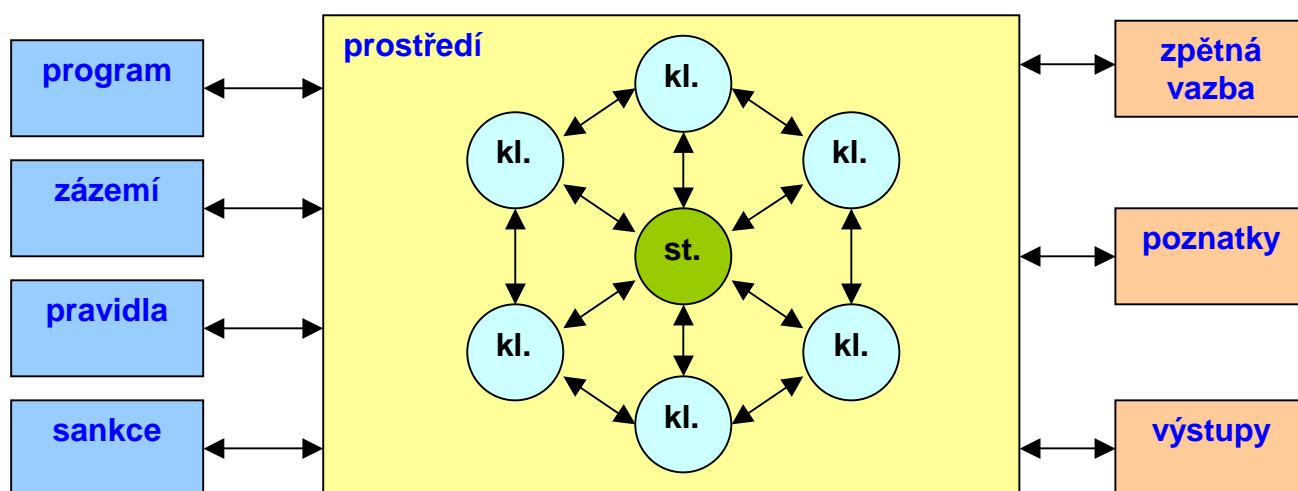 program
zázemí
pravidla
sankce
prostředí
kl.
kl.
kl.
st.
kl.
kl.
kl.
zpětná
vazba
poznatky
výstupy